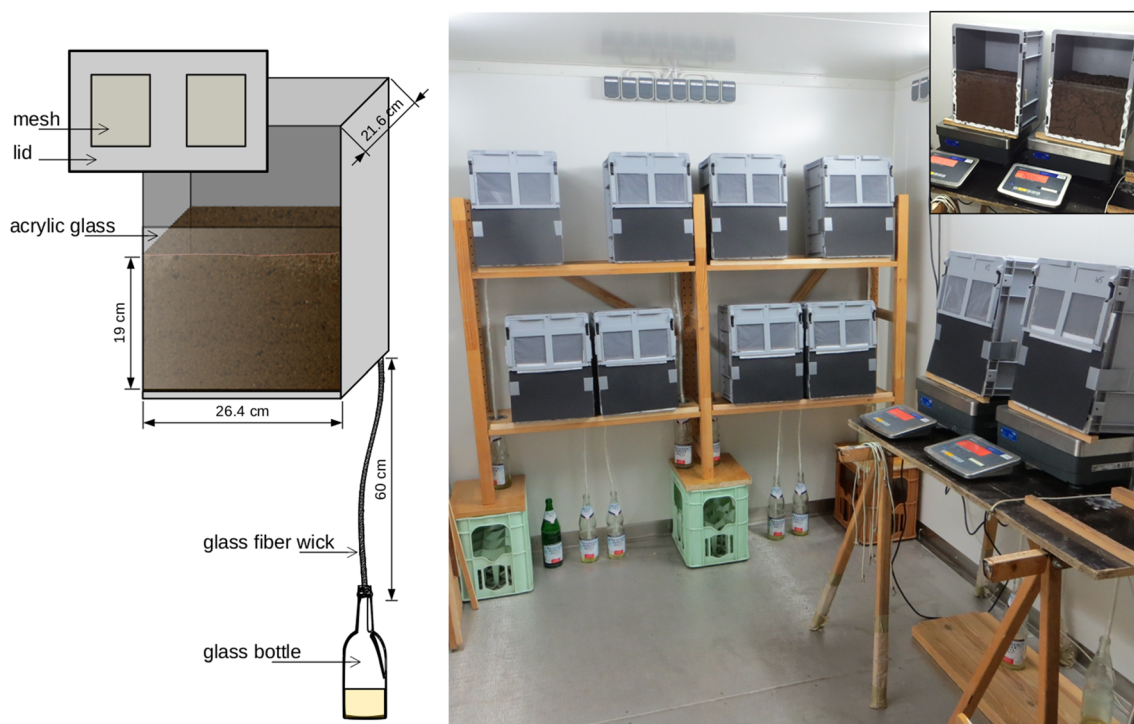 mesh
lid
21.6 cm
acrylic glass
19 cm
26.4 cm
60 cm
glass fiber wick
glass bottle